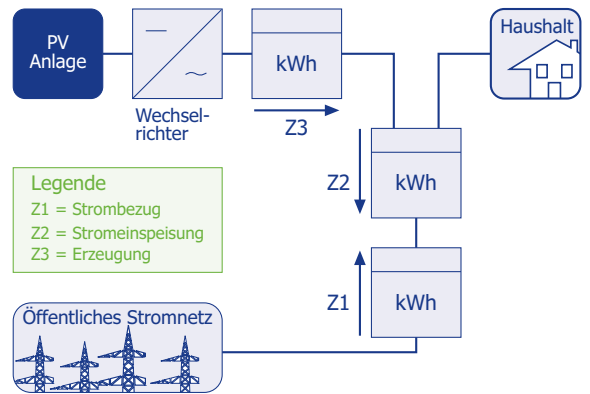 PV
Anlage
Wechsel-
richter
kWh
Z3
Haushalt
Z2
kWh
Legende
Z1 = Strombezug
Z2 = Stromeinspeisung
Z3 = Erzeugung
Z1
kWh
Öffentliches Stromnetz